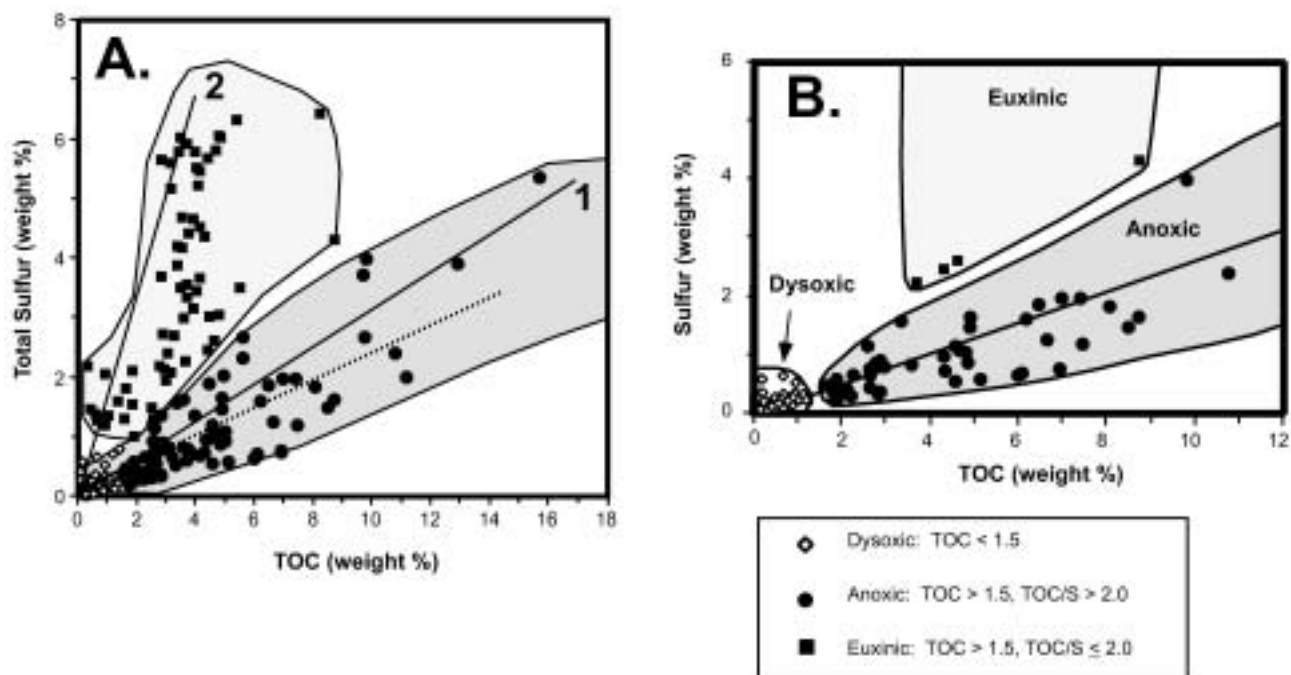 A.
2
1
8
6
4
2
0
Total Sulfur (weight %)
0 2 4 6 8 10 12 14 16 18
TOC (weight %)
B.
Euxinic
Anoxic
Dysoxic
6
4
2
0
Sulfur (weight %)
0 2 4 6 8 10 12
TOC (weight %)
Dysoxic: TOC < 1.5
Anoxic: TOC > 1.5, TOC/S > 2.0
Euxinic: TOC > 1.5, TOC/S ≤ 2.0